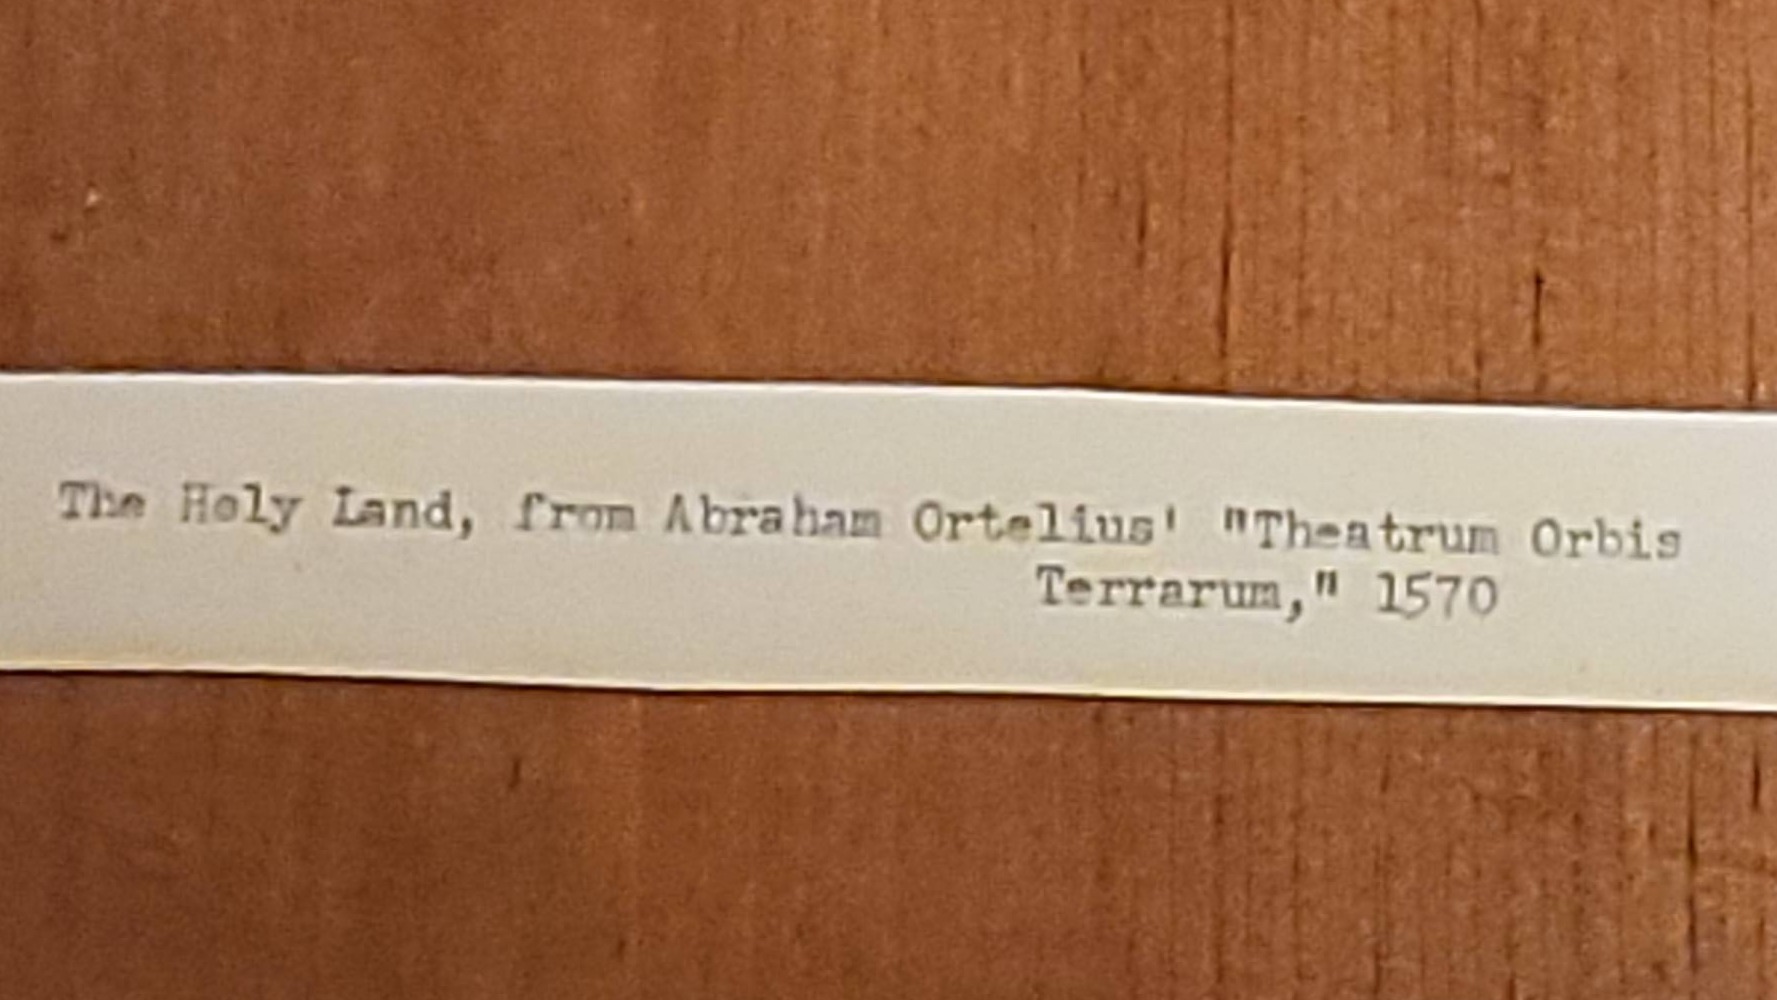 The Holy Land, from Abraham Ortelius' "Theatrum Orbis
Terrarum," 1570